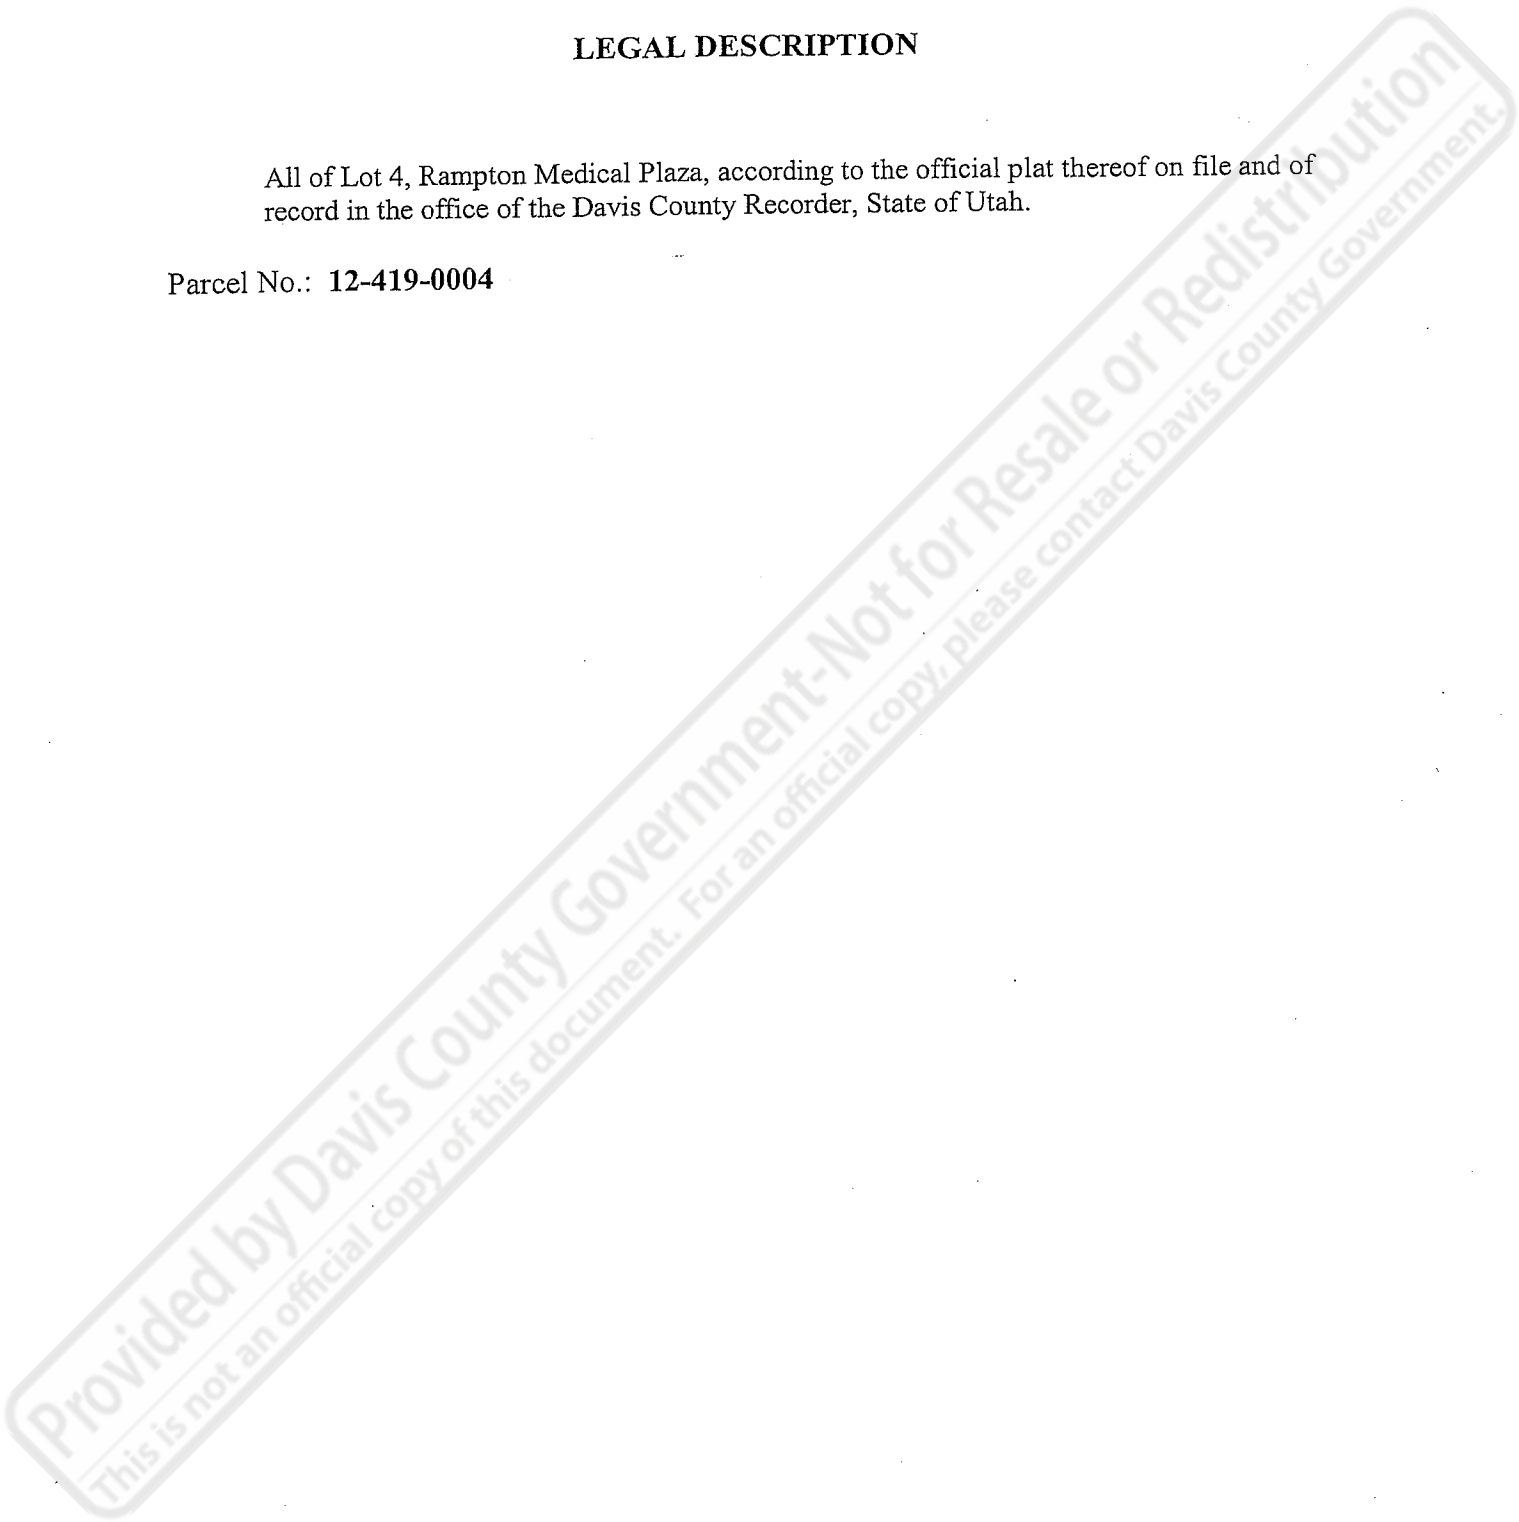 LEGAL DESCRIPTION
All of Lot 4, Rampton Medical Plaza, according to the official plat thereof on file and of
record in the office of the Davis County Recorder, State of Utah.
Parcel No.: 12-419-0004
Provided by Davis County Government-Not for Resale or Redistribution
This is not an official copy of this document. For an official copy, please contact Davis County Government.